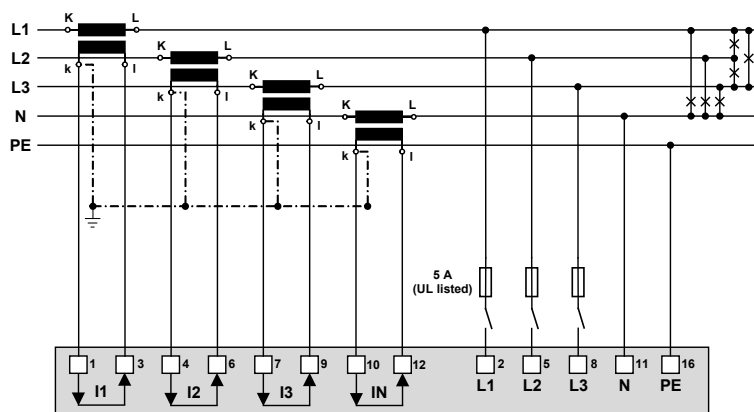 K L
L1
K L
L2
k l
K L
L3
k l
K L
N
k l
PE
k l
5 A
(UL listed)
1 3 4 6 7 9 10 12 2 5 8 11 16
I1 I2 I3 IN L1 L2 L3 N PE